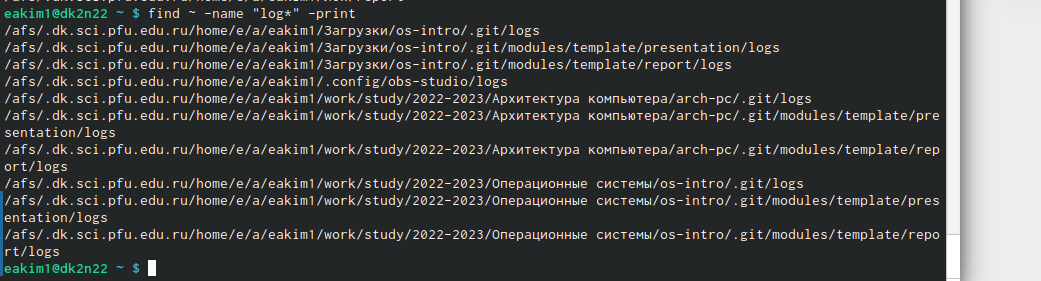 eakim1@dk2n22 ~ $ find ~ -name "log*" -print
/afs/.dk.sci.pfu.edu.ru/home/e/a/eakim1/Загрузки/os-intro/.git/logs
/afs/.dk.sci.pfu.edu.ru/home/e/a/eakim1/Загрузки/os-intro/.git/modules/template/presentation/logs
/afs/.dk.sci.pfu.edu.ru/home/e/a/eakim1/Загрузки/os-intro/.git/modules/template/report/logs
/afs/.dk.sci.pfu.edu.ru/home/e/a/eakim1/.config/obs-studio/logs
/afs/.dk.sci.pfu.edu.ru/home/e/a/eakim1/work/study/2022-2023/Архитектура компьютера/arch-pc/.git/logs
/afs/.dk.sci.pfu.edu.ru/home/e/a/eakim1/work/study/2022-2023/Архитектура компьютера/arch-pc/.git/modules/template/pre
sentation/logs
/afs/.dk.sci.pfu.edu.ru/home/e/a/eakim1/work/study/2022-2023/Архитектура компьютера/arch-pc/.git/modules/template/rep
ort/logs
/afs/.dk.sci.pfu.edu.ru/home/e/a/eakim1/work/study/2022-2023/Операционные системы/os-intro/.git/logs
/afs/.dk.sci.pfu.edu.ru/home/e/a/eakim1/work/study/2022-2023/Операционные системы/os-intro/.git/modules/template/pres
entation/logs
/afs/.dk.sci.pfu.edu.ru/home/e/a/eakim1/work/study/2022-2023/Операционные системы/os-intro/.git/modules/template/repo
rt/logs
eakim1@dk2n22 ~ $